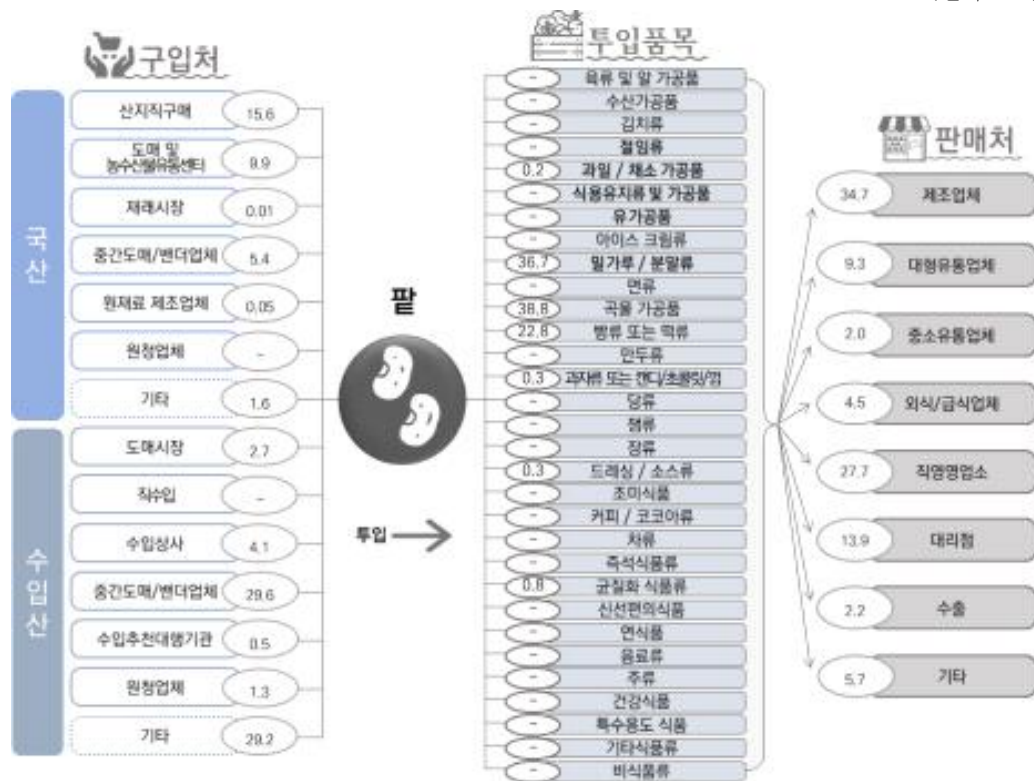 구입처
국산
산지직구매 15.6
도매 및
농수산물유통센터 9.9
재래시장 0.01
중간도매/밴더업체 5.4
원재료 제조업체 0.05
원청업체 -
기타 1.6
수입산
도매시장 2.7
직수입 -
수입상사 4.1
중간도매/밴더업체 29.6
수입추천대행기관 0.5
원청업체 1.3
기타 29.2
팥
투입
투입품목
- 육류 및 알 가공품
- 수산가공품
- 김치류
- 절임류
0.2 과일 / 채소 가공품
- 식용유지류 및 가공품
- 유가공품
- 아이스 크림류
36.7 밀가루 / 분말류
- 면류
38.8 곡물 가공품
22.8 빵류 또는 떡류
- 만두류
0.3 과자류 또는 캔디/초콜릿/껌
- 당류
- 잼류
- 장류
0.3 드레싱 / 소스류
- 조미식품
- 커피 / 코코아류
- 차류
- 즉석식품류
0.8 균질화 식품류
- 신선편의식품
- 연식품
- 음료류
- 주류
- 건강식품
- 특수용도 식품
- 기타식품류
- 비식품류
판매처
34.7 제조업체
9.3 대형유통업체
2.0 중소유통업체
4.5 외식/급식업체
27.7 직영영업소
13.9 대리점
2.2 수출
5.7 기타